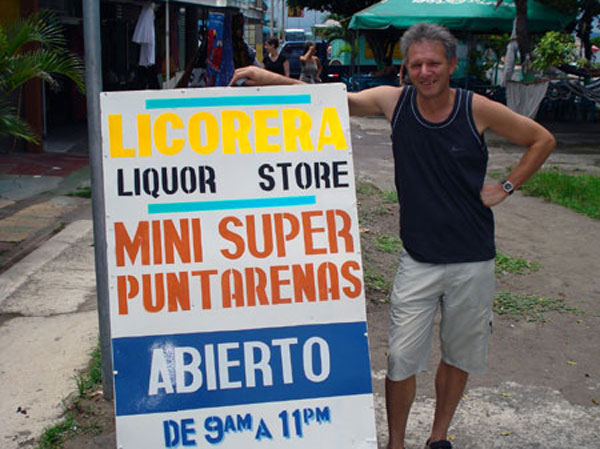 LICORERA
LIQUOR STORE
MINI SUPER
PUNTARENAS
ABIERTO
DE 9AM A 11PM